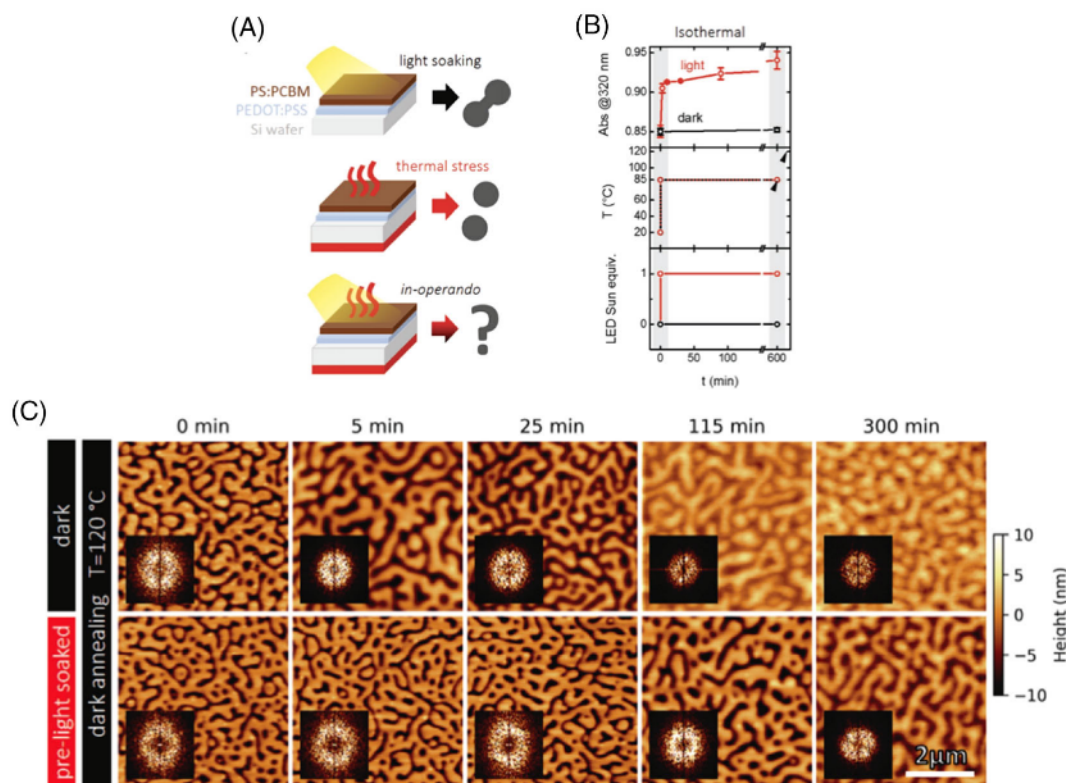 (A)
light soaking
PS:PCBM
PEDOT:PSS
Si wafer
thermal stress
in-operando
?
(B)
Isothermal
0.95
0.90
0.85
Abs @320 nm
light
dark
120
100
80
60
40
20
85
T (°C)
1
0
LED Sun equiv.
0 50 100 600
t (min)
(C)
0 min 5 min 25 min 115 min 300 min
dark
pre-light soaked
dark annealing T=120 °C
10
5
0
−5
−10
Height (nm)
2μm